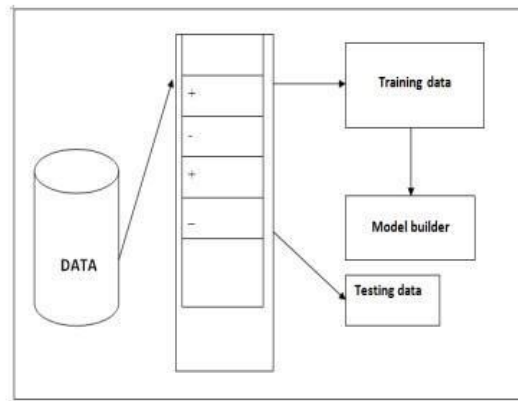 +
-
+
–
DATA
Training data
Model builder
Testing data